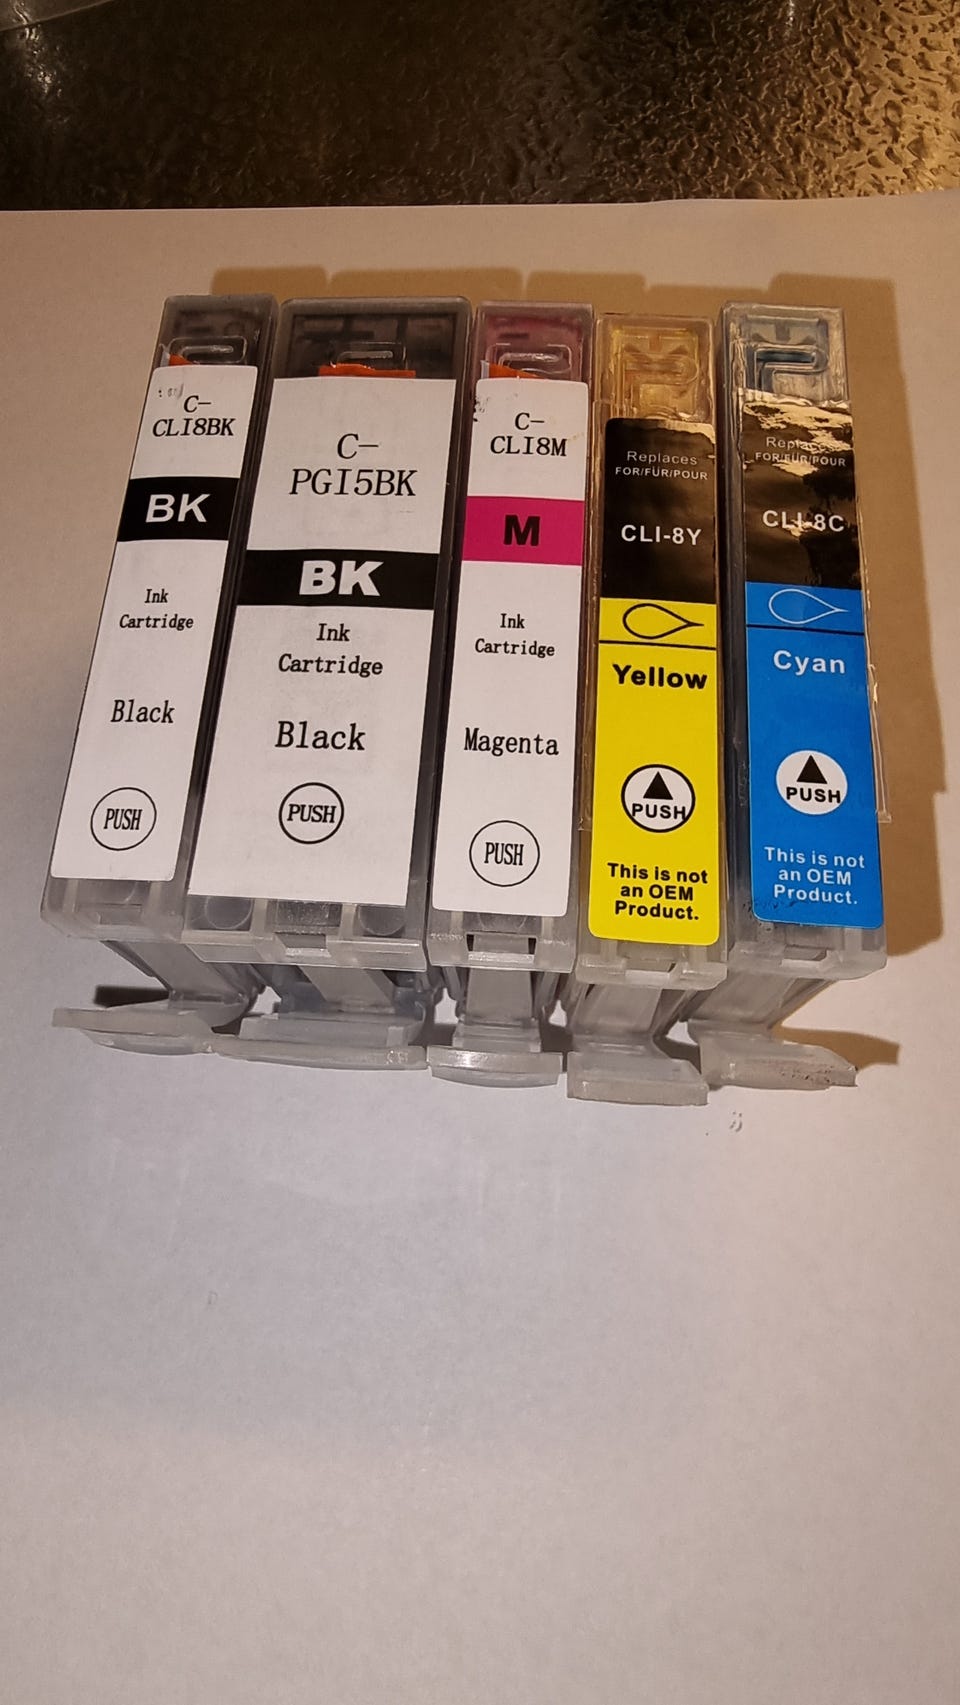 C-
CLI8BK
BK
Ink
Cartridge
Black
PUSH
C-
PGI5BK
BK
Ink
Cartridge
Black
PUSH
C-
CLI8M
M
Ink
Cartridge
Magenta
PUSH
Replaces
FOR/FÜR/POUR
CLI-8Y
Yellow
PUSH
This is not
an OEM
Product.
Replaces
FOR/FÜR/POUR
CLI-8C
Cyan
PUSH
This is not
an OEM
Product.